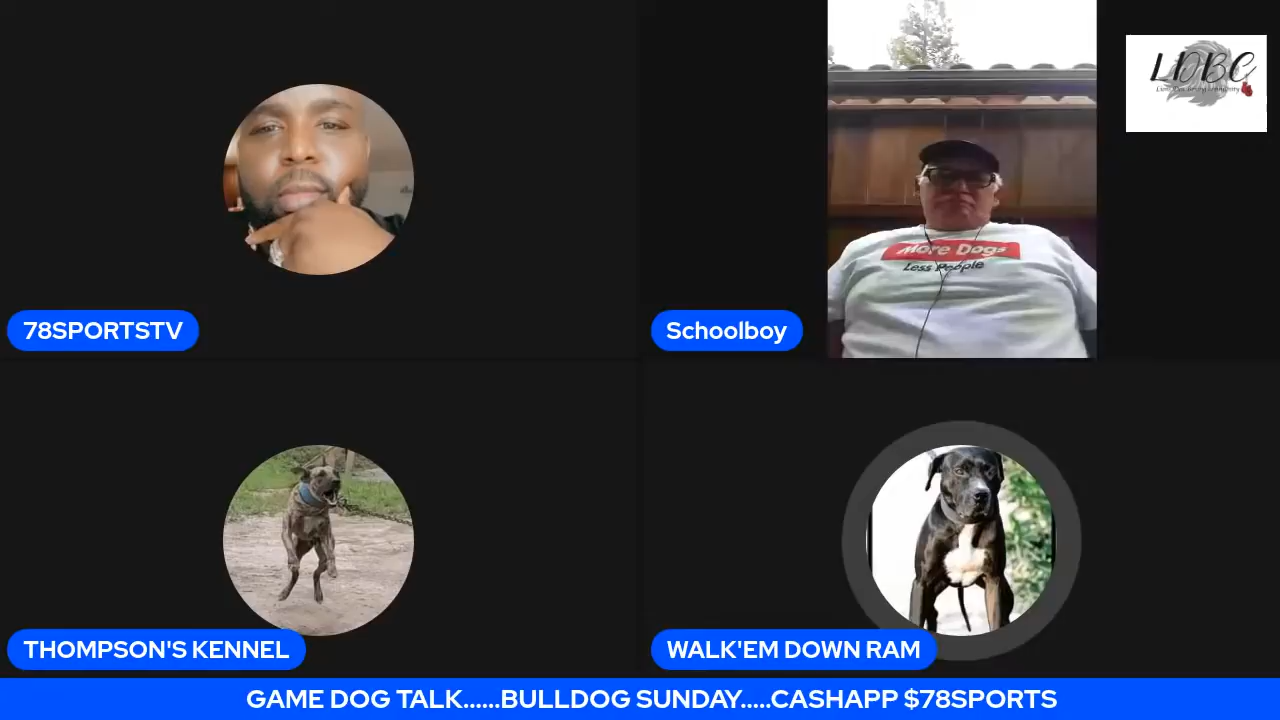 LDBC
More Dogs
Less People
78SPORTSTV
Schoolboy
THOMPSON'S KENNEL
WALK'EM DOWN RAM
GAME DOG TALK......BULLDOG SUNDAY.....CASHAPP $78SPORTS